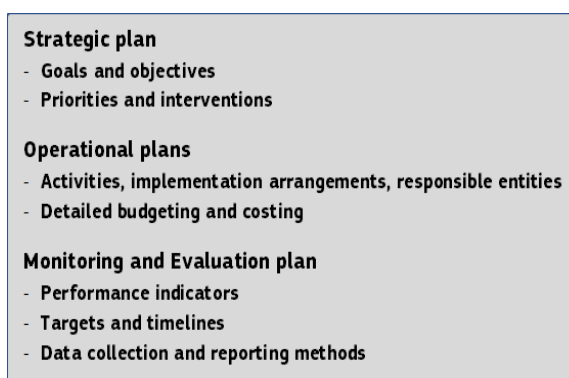 Strategic plan
- Goals and objectives
- Priorities and interventions
Operational plans
- Activities, implementation arrangements, responsible entities
- Detailed budgeting and costing
Monitoring and Evaluation plan
- Performance indicators
- Targets and timelines
- Data collection and reporting methods